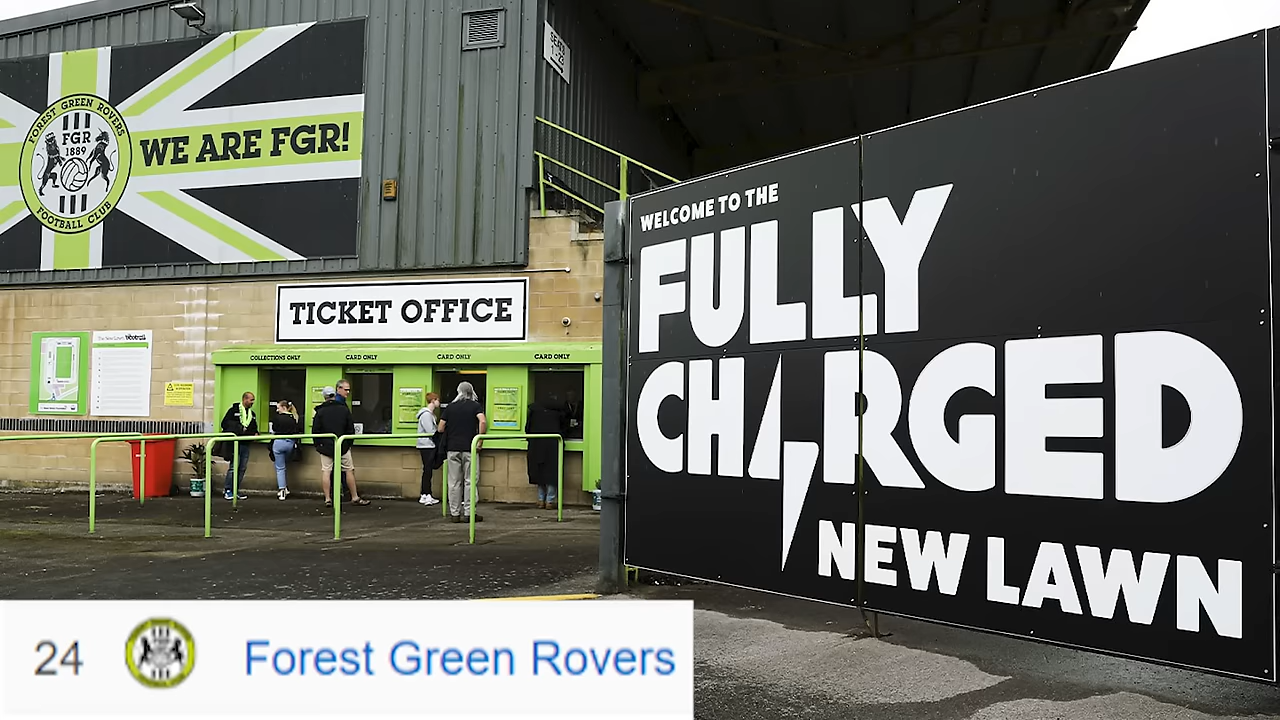 FOREST GREEN ROVERS
FGR
1889
FOOTBALL CLUB
WE ARE FGR!
TICKET OFFICE
COLLECTIONS ONLY
CARD ONLY
CARD ONLY
CARD ONLY
WELCOME TO THE
FULLY
CHARGED
NEW LAWN
24 Forest Green Rovers